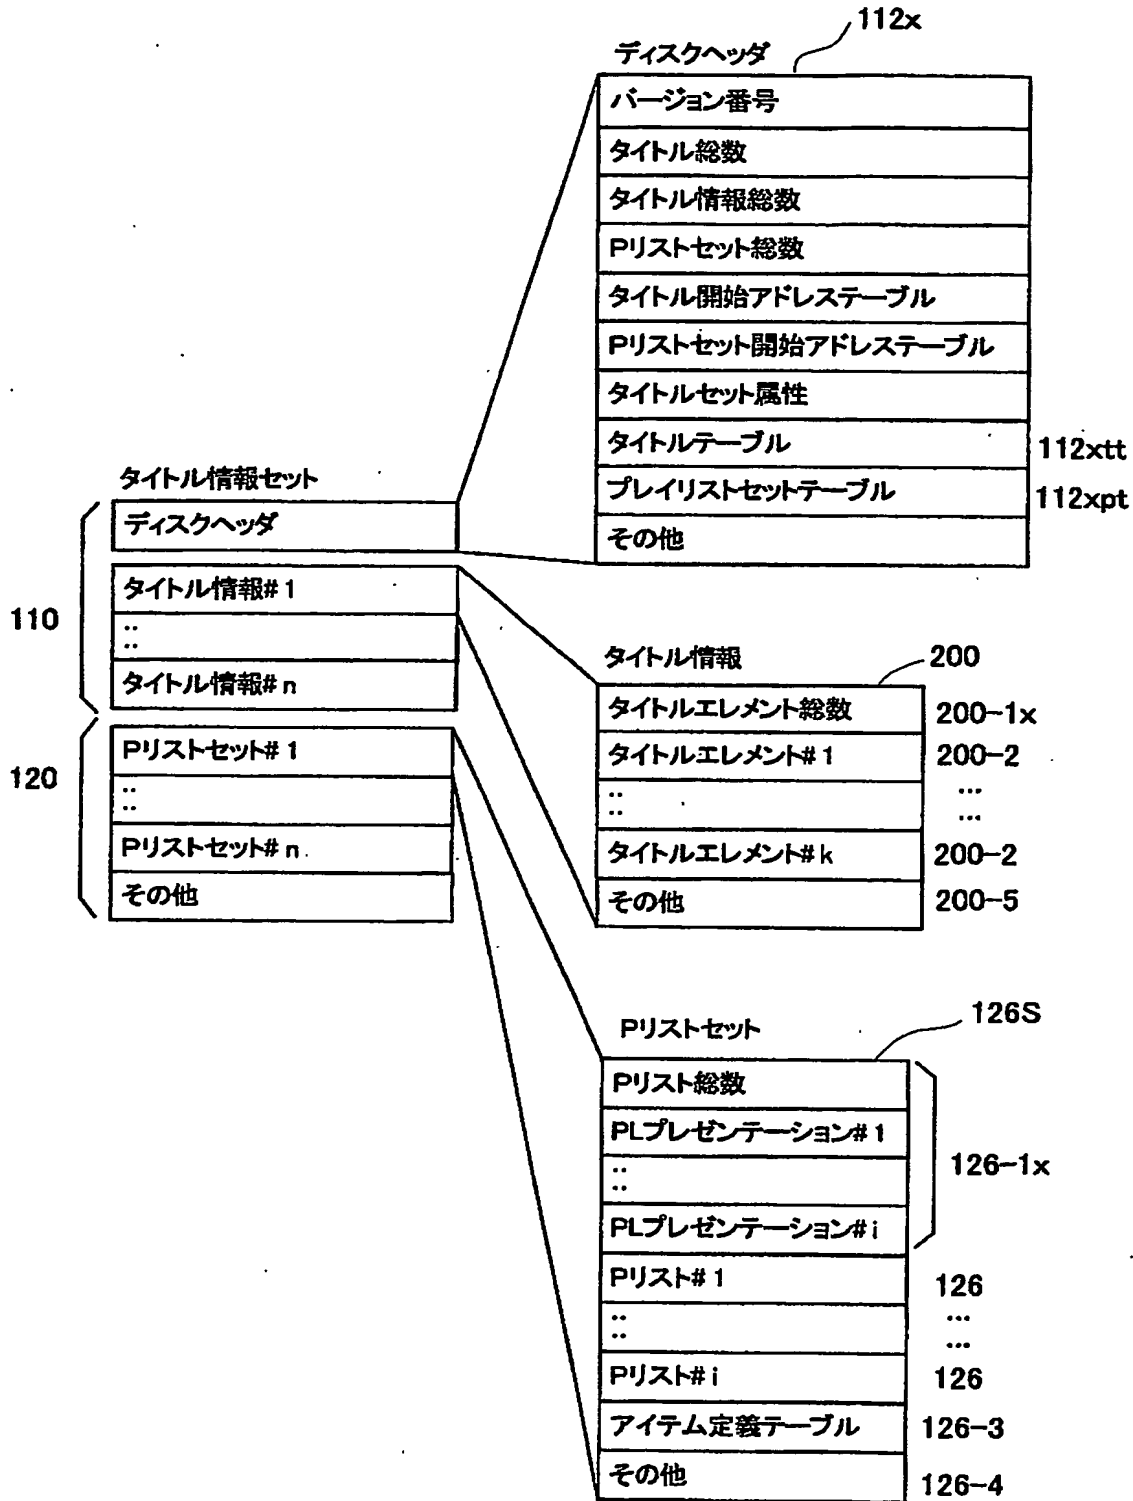 112x
ディスクヘッダ
バージョン番号
タイトル総数
タイトル情報総数
Pリストセット総数
タイトル開始アドレステーブル
Pリストセット開始アドレステーブル
タイトルセット属性
タイトルテーブル 112xtt
プレイリストセットテーブル 112xpt
その他
タイトル情報セット
ディスクヘッダ
110
タイトル情報#1
::
タイトル情報#n
120
Pリストセット#1
::
Pリストセット#n
その他
タイトル情報 200
タイトルエレメント総数 200-1x
タイトルエレメント#1 200-2
:: … …
タイトルエレメント#k 200-2
その他 200-5
Pリストセット 126S
Pリスト総数
PLプレゼンテーション#1
126-1x
::
PLプレゼンテーション#i
Pリスト#1 126
:: … …
Pリスト#i 126
アイテム定義テーブル 126-3
その他 126-4